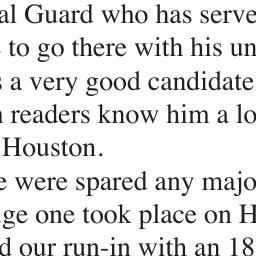 al Guard who has serve
to go there with his un
s a very good candidate
n readers know him a lo
Houston.
e were spared any majo
ge one took place on H
d our run-in with an 18